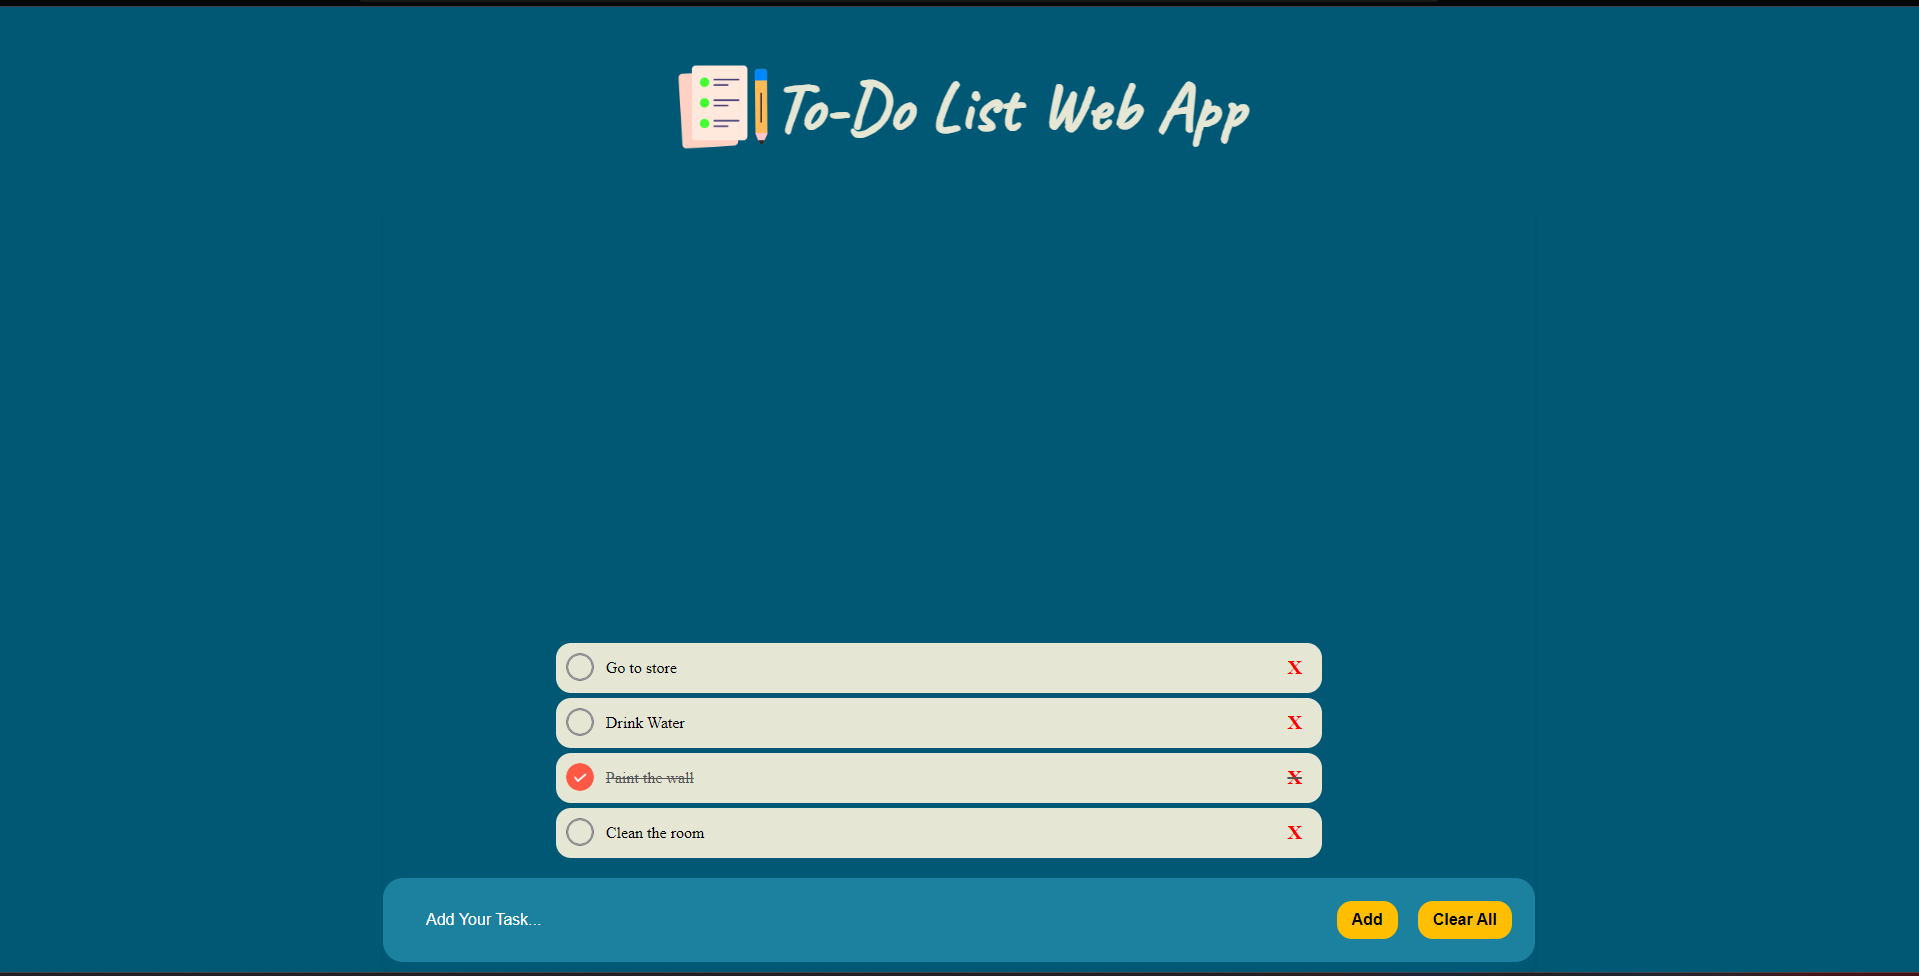 To-Do List Web App
Go to store X
Drink Water X
Paint the wall X
Clean the room X
Add Your Task... Add Clear All